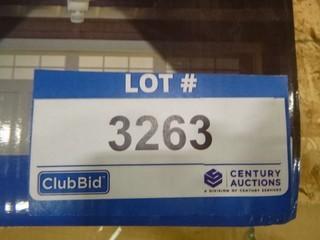 LOT #
3263
ClubBid
CENTURY
AUCTIONS
A DIVISION OF CENTURY SERVICES